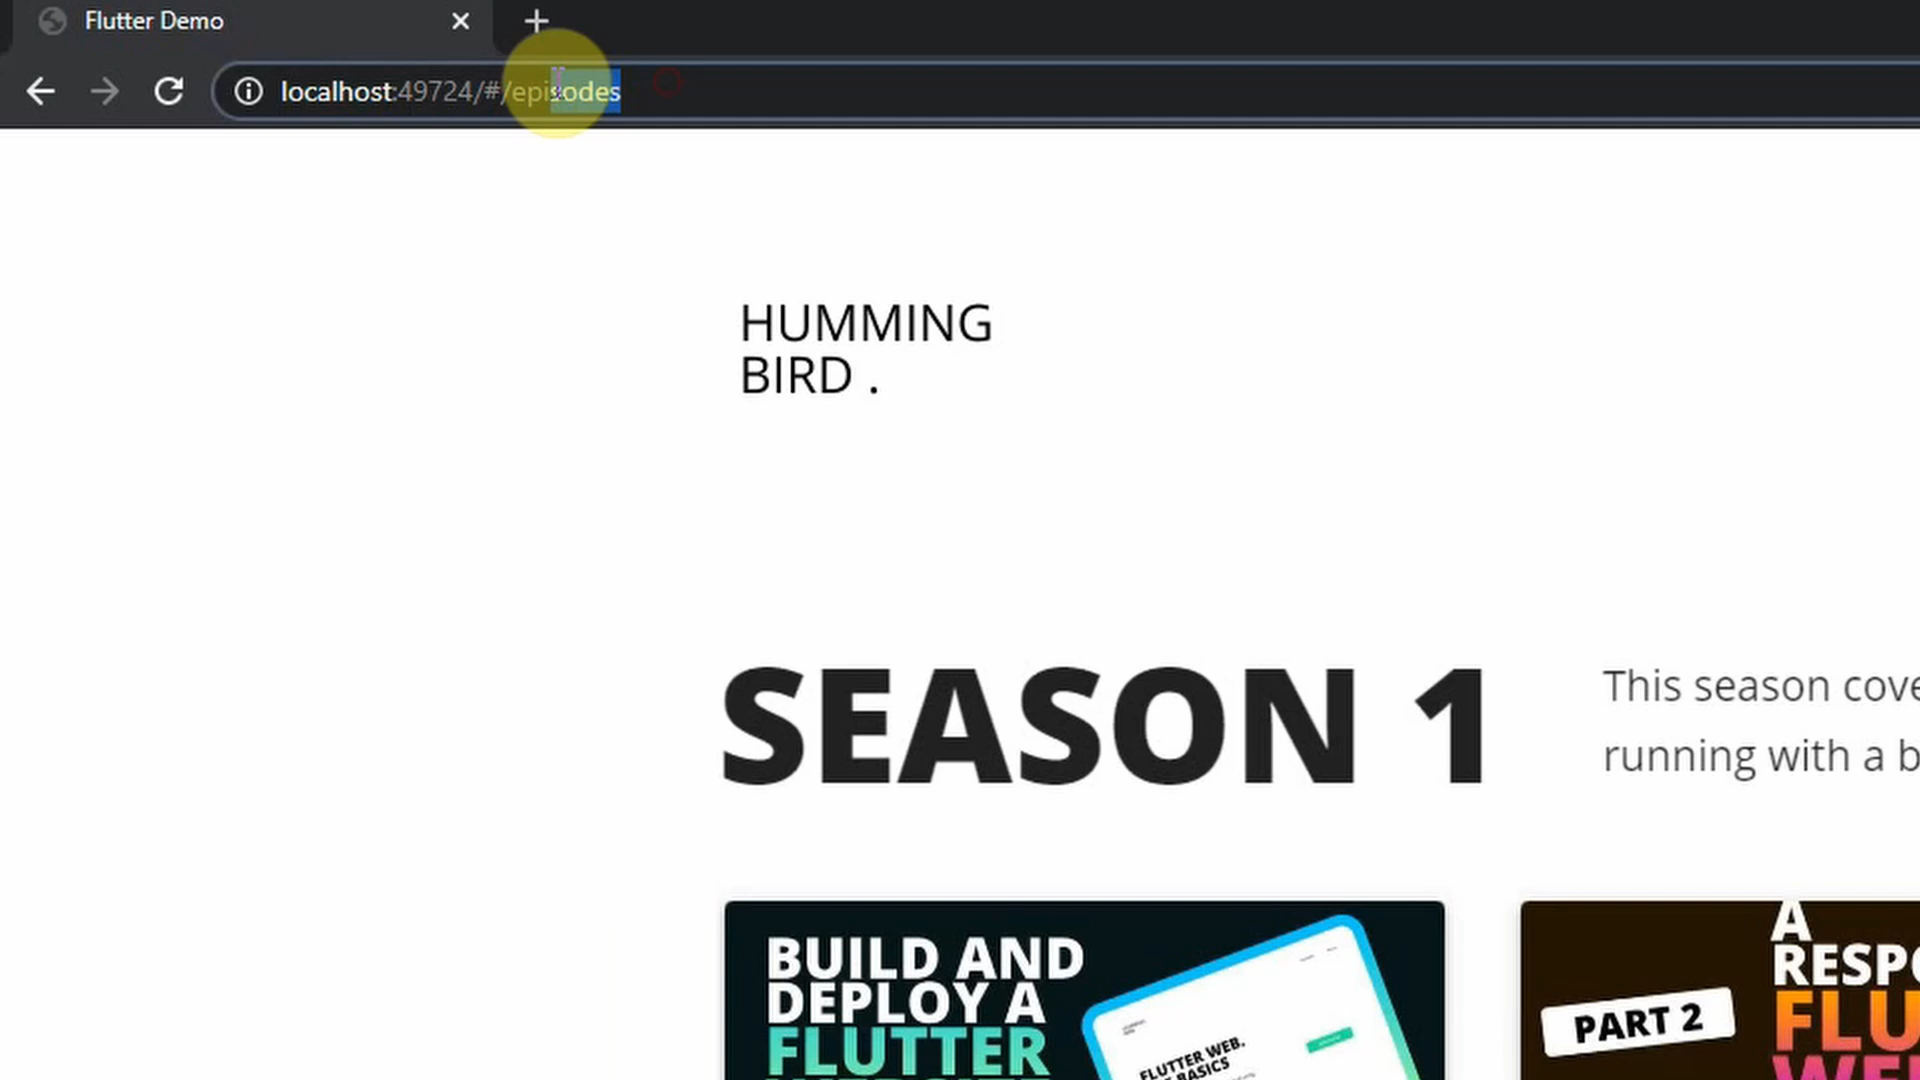 Flutter Demo
localhost:49724/#/episodes
HUMMING
BIRD .
SEASON 1
This season cove
running with a b
BUILD AND
DEPLOY A
FLUTTER
FLUTTER WEB.
BASICS
PART 2
A
RESPO
FLU
WE